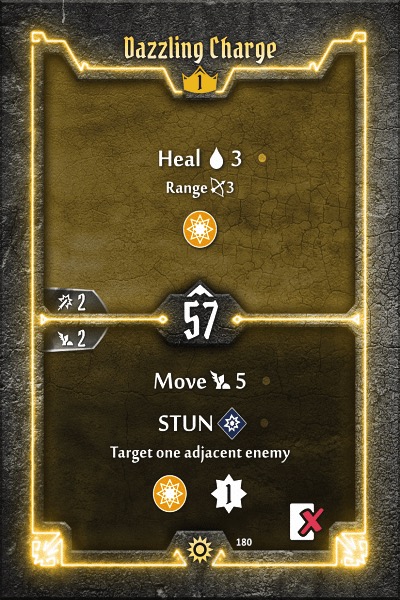 Dazzling Charge
1
Heal 3
Range 3
2
57
2
Move 5
STUN
Target one adjacent enemy
1
180